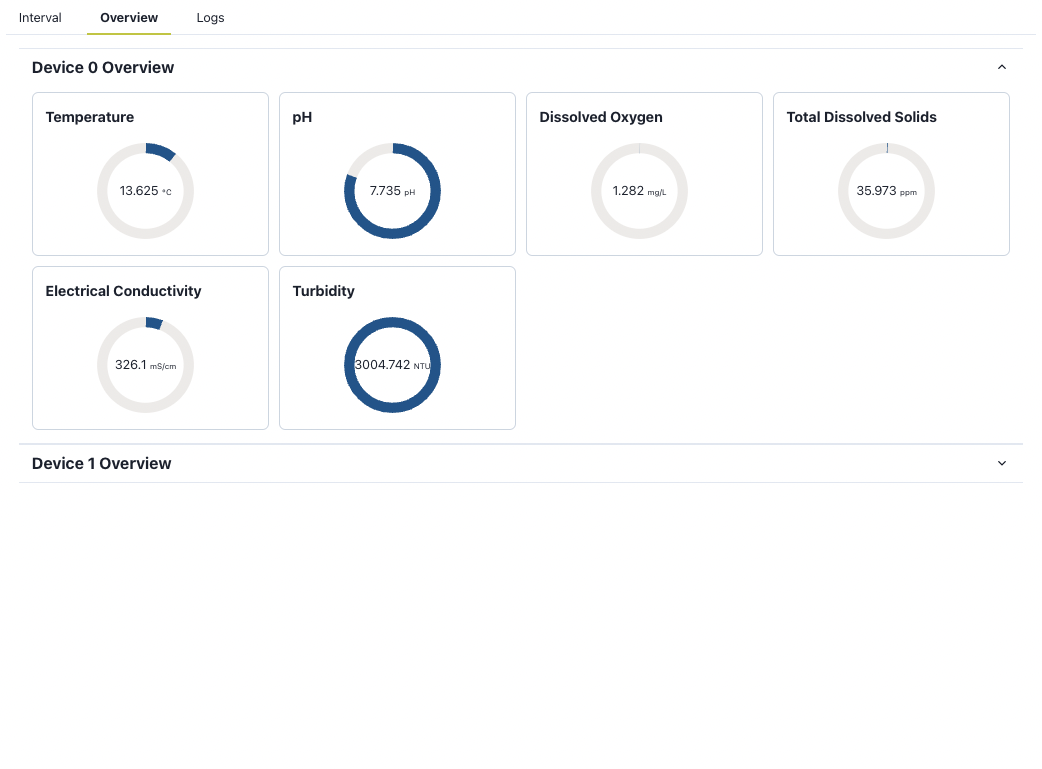 Interval Overview Logs
Device 0 Overview
Temperature
13.625 °C
pH
7.735 pH
Dissolved Oxygen
1.282 mg/L
Total Dissolved Solids
35.973 ppm
Electrical Conductivity
326.1 mS/cm
Turbidity
3004.742 NTU
Device 1 Overview